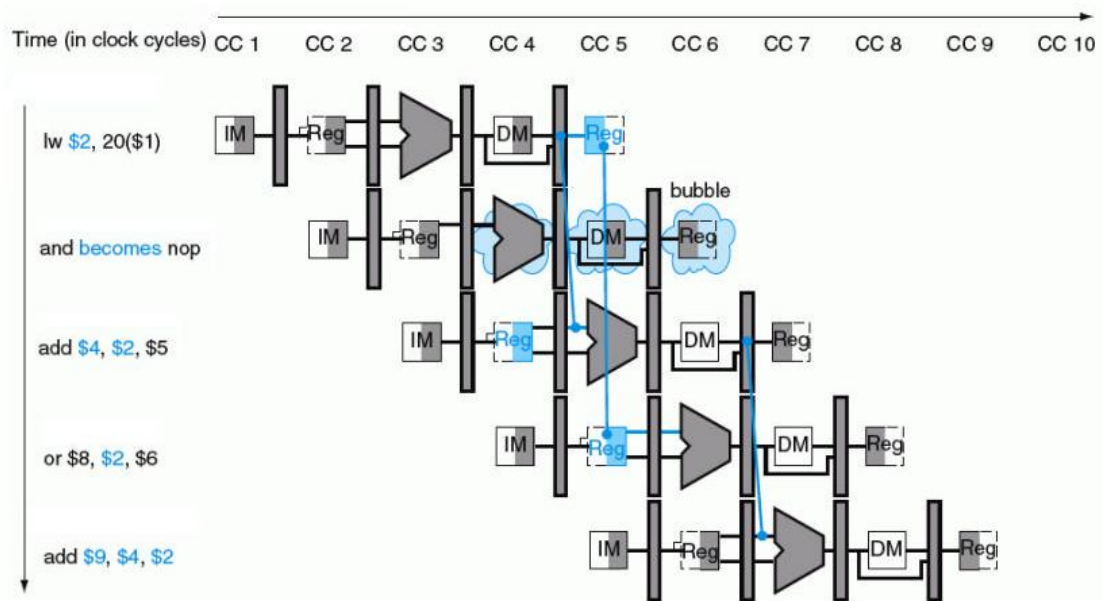 Time (in clock cycles) CC 1 CC 2 CC 3 CC 4 CC 5 CC 6 CC 7 CC 8 CC 9 CC 10
lw $2, 20($1) IM Reg DM Reg
bubble
and becomes nop IM Reg DM Reg
add $4, $2, $5 IM Reg DM Reg
or $8, $2, $6 IM Reg DM Reg
add $9, $4, $2 IM Reg DM Reg